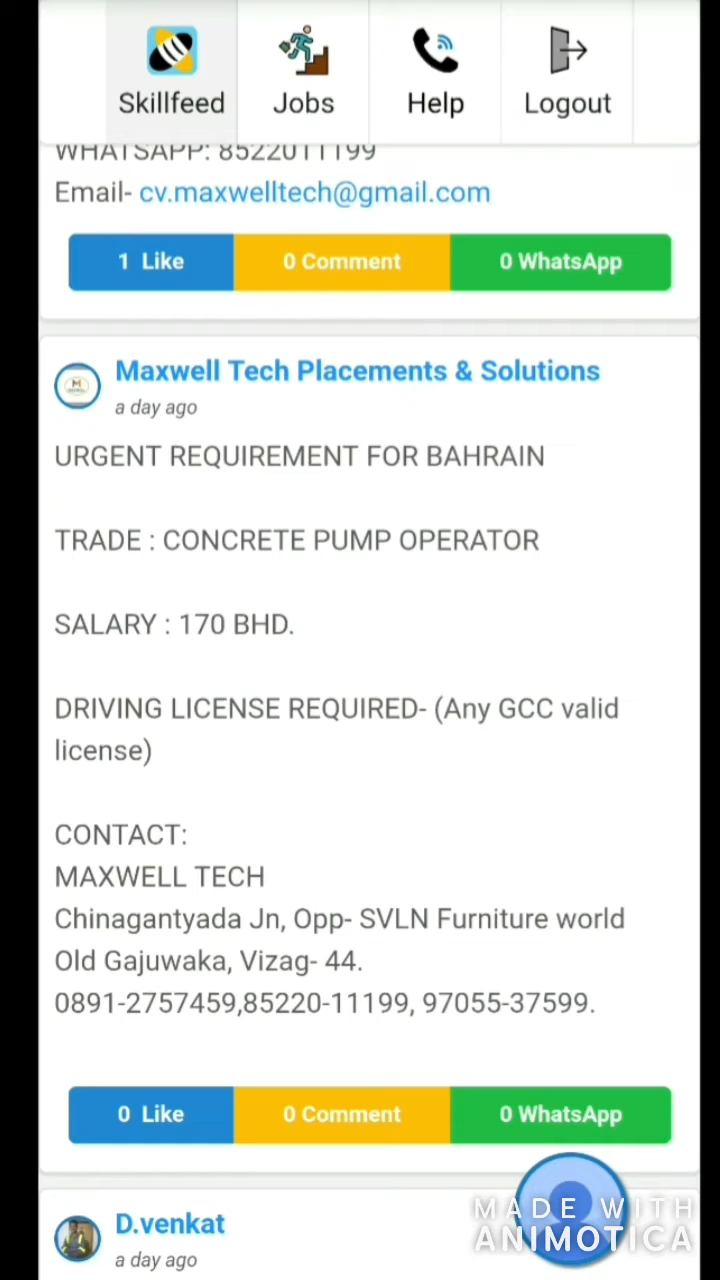 Skillfeed Jobs Help Logout
WHATSAPP: 8522011199
Email- cv.maxwelltech@gmail.com
1 Like 0 Comment 0 WhatsApp
Maxwell Tech Placements & Solutions
a day ago
URGENT REQUIREMENT FOR BAHRAIN
TRADE : CONCRETE PUMP OPERATOR
SALARY : 170 BHD.
DRIVING LICENSE REQUIRED- (Any GCC valid
license)
CONTACT:
MAXWELL TECH
Chinagantyada Jn, Opp- SVLN Furniture world
Old Gajuwaka, Vizag- 44.
0891-2757459,85220-11199, 97055-37599.
0 Like 0 Comment 0 WhatsApp
D.venkat
a day ago
MADE WITH
ANIMOTICA